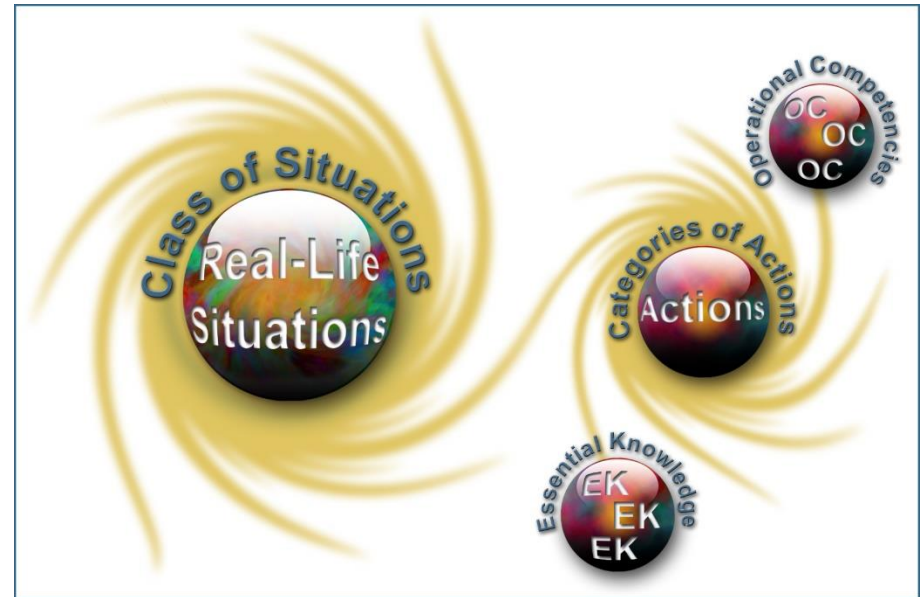 Class of Situations
Real-Life
Situations
Operational Competencies
OC
OC
OC
Categories of Actions
Actions
Essential Knowledge
EK
EK
EK